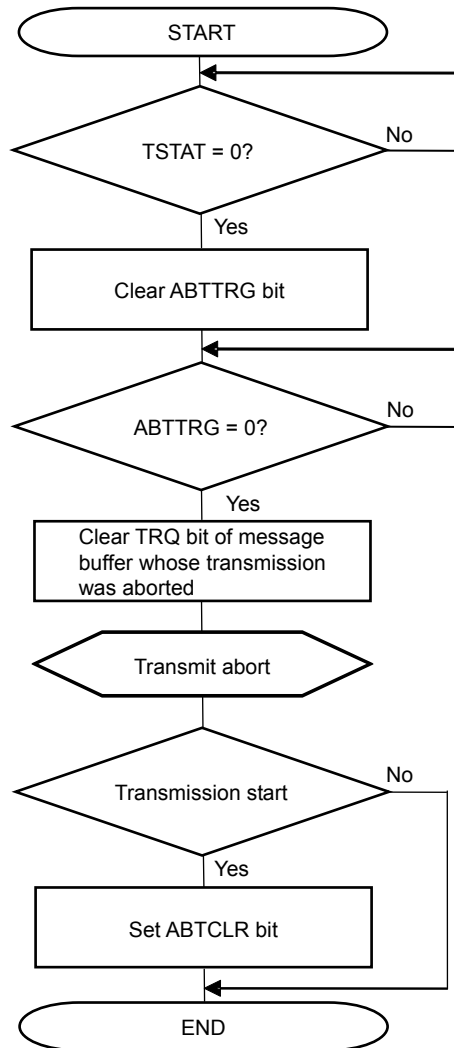 START
TSTAT = 0?
No
Yes
Clear ABTTRG bit
ABTTRG = 0?
No
Yes
Clear TRQ bit of message
buffer whose transmission
was aborted
Transmit abort
Transmission start
No
Yes
Set ABTCLR bit
END